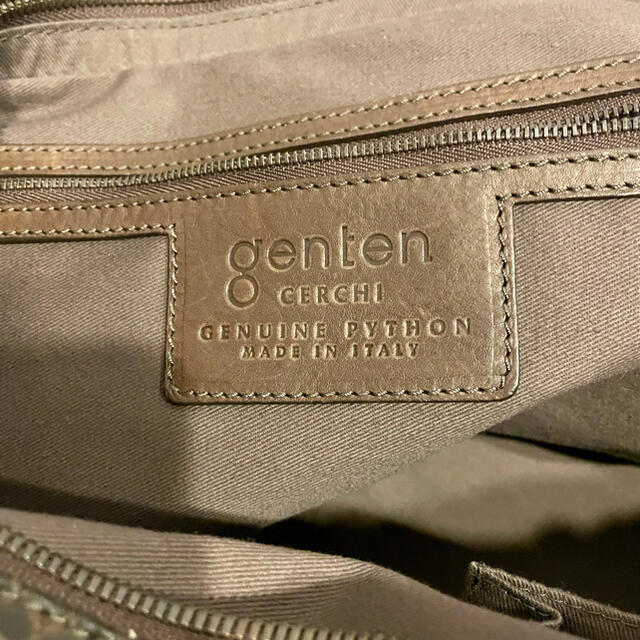 genten
CERCHI
GENUINE PYTHON
MADE IN ITALY